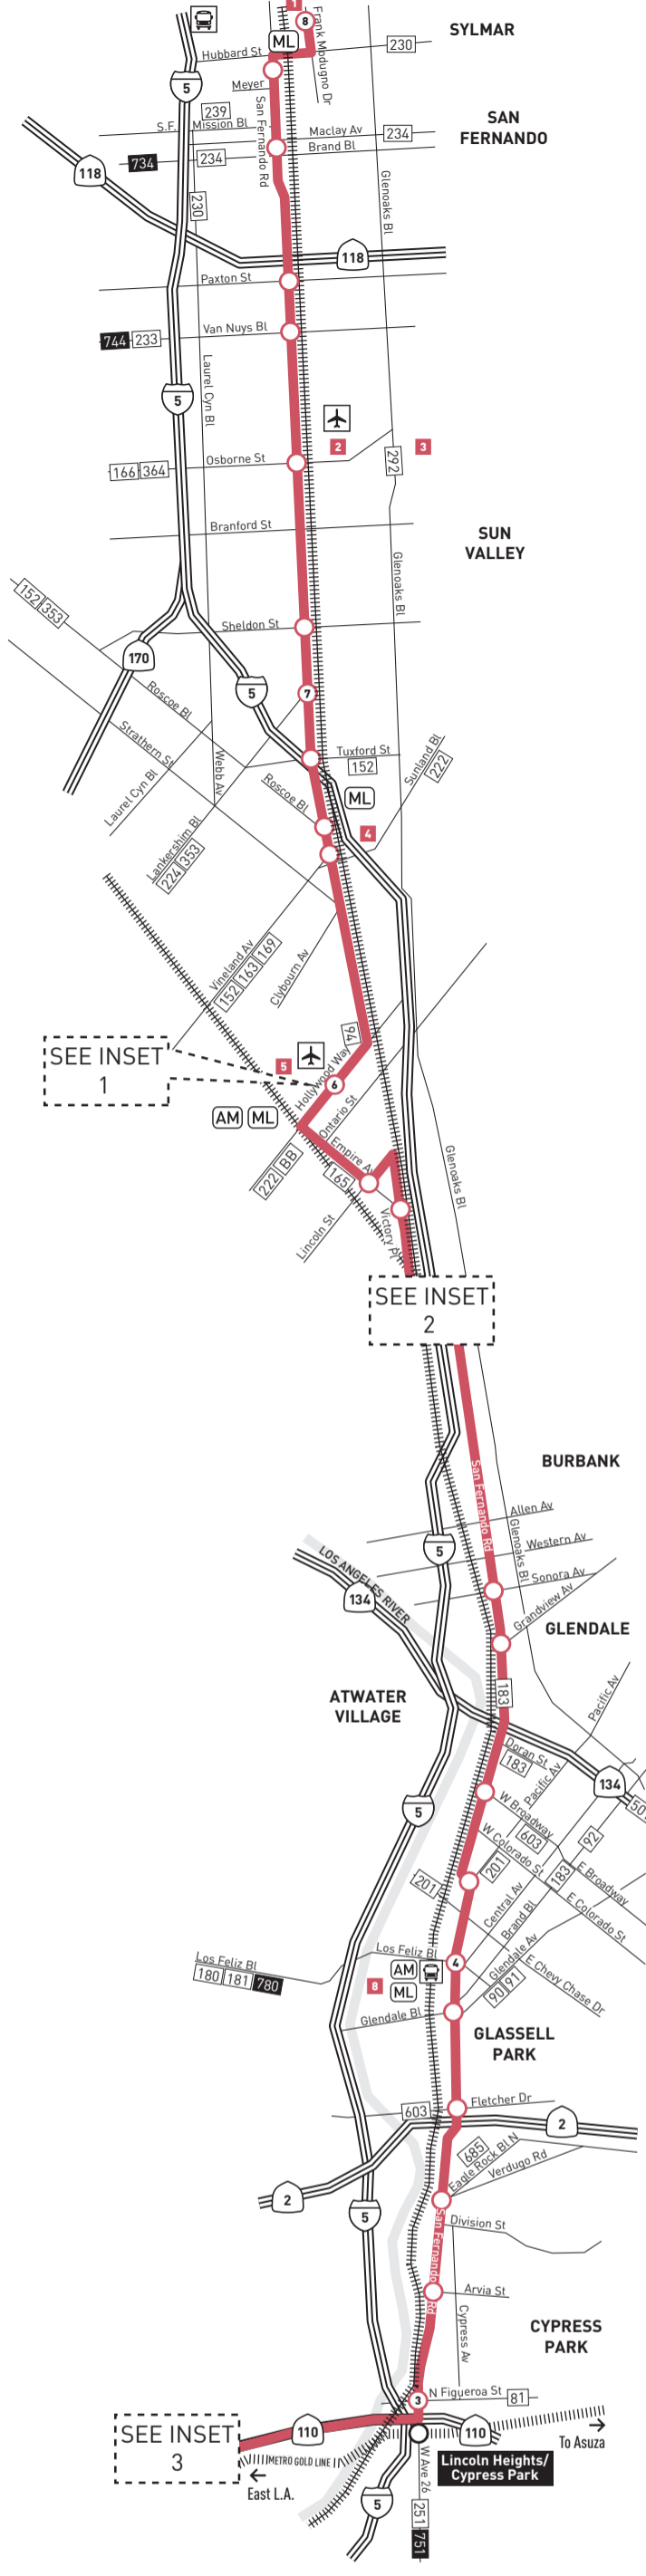 1
8
Frank Modugno Dr
SYLMAR
ML
230
Hubbard St
5
Meyer
SAN
FERNANDO
239
S.F. Mission Bl
San Fernando Rd
Maclay Av
234
Brand Bl
734
234
118
230
Glenoaks Bl
118
Paxton St
Van Nuys Bl
744
233
Laurel Cyn Bl
5
2
3
Osborne St
166
364
292
Branford St
SUN
VALLEY
Glenoaks Bl
152
353
Sheldon St
170
5
7
Roscoe Bl
Strathern St
Tuxford St
152
Webb Av
Laurel Cyn Bl
Roscoe Bl
ML
Sunland Bl
222
4
Lankershim Bl
224
353
Vineland Av
152
163
169
Clybourn Av
94
SEE INSET
1
5
Hollywood Way
6
AM
ML
Ontario St
Empire Av
222
BB
165
Lincoln St
Victory Pl
Glenoaks Bl
SEE INSET
2
BURBANK
San Fernando Rd
Allen Av
Glenoaks Bl
Western Av
5
Sonora Av
LOS ANGELES RIVER
134
Grandview Av
GLENDALE
183
ATWATER
VILLAGE
Pacific Av
Doran St
183
Pacific Av
134
50
5
W Broadway
603
92
W Colorado St
201
183
E Broadway
201
Central Av
Brand Bl
E Colorado St
Los Feliz Bl
180
181
780
Los Feliz Bl
4
Glendale Av
E Chevy Chase Dr
AM
ML
8
90
91
Glendale Bl
GLASSELL
PARK
Fletcher Dr
603
2
685
Eagle Rock Bl N
Verdugo Rd
2
5
San Fernando Rd
Division St
Arvia St
Cypress Av
CYPRESS
PARK
3
N Figueroa St
81
SEE INSET
3
110
110
METRO GOLD LINE
To Asuza
East L.A.
Lincoln Heights/
Cypress Park
W Ave 26
5
251
751